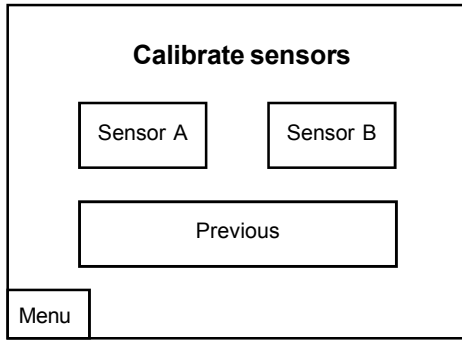 Calibrate sensors
Sensor A Sensor B
Previous
Menu